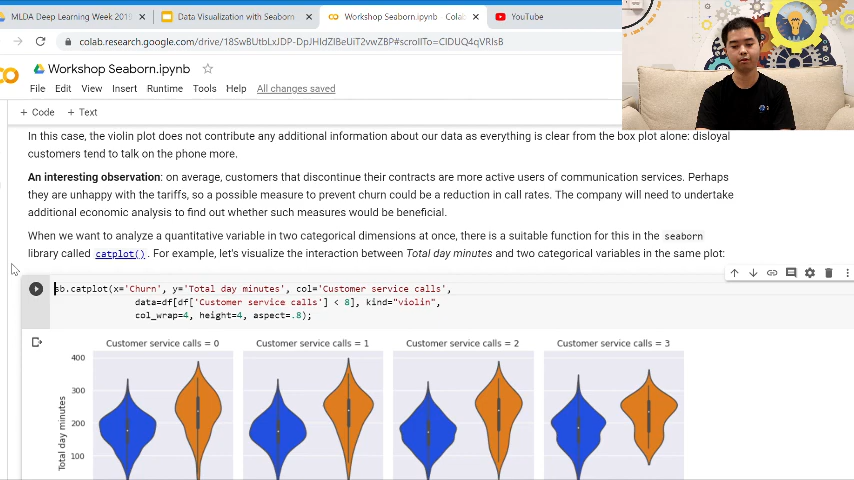 MLDA Deep Learning Week 2019
Data Visualization with Seaborn
Workshop Seaborn.ipynb - Colab
YouTube
colab.research.google.com/drive/18SwBUtbLxJDP-DpJHIdZlBeUiT2vwZBP#scrollTo=ClDUQ4qVRIsB
Workshop Seaborn.ipynb
File Edit View Insert Runtime Tools Help All changes saved
+ Code + Text
In this case, the violin plot does not contribute any additional information about our data as everything is clear from the box plot alone: disloyal
customers tend to talk on the phone more.
An interesting observation: on average, customers that discontinue their contracts are more active users of communication services. Perhaps
they are unhappy with the tariffs, so a possible measure to prevent churn could be a reduction in call rates. The company will need to undertake
additional economic analysis to find out whether such measures would be beneficial.
When we want to analyze a quantitative variable in two categorical dimensions at once, there is a suitable function for this in the seaborn
library called catplot(). For example, let's visualize the interaction between Total day minutes and two categorical variables in the same plot:
sb.catplot(x='Churn', y='Total day minutes', col='Customer service calls',
data=df[df['Customer service calls'] < 8], kind="violin",
col_wrap=4, height=4, aspect=.8);
Customer service calls = 0
Customer service calls = 1
Customer service calls = 2
Customer service calls = 3
400
300
200
100
Total day minutes